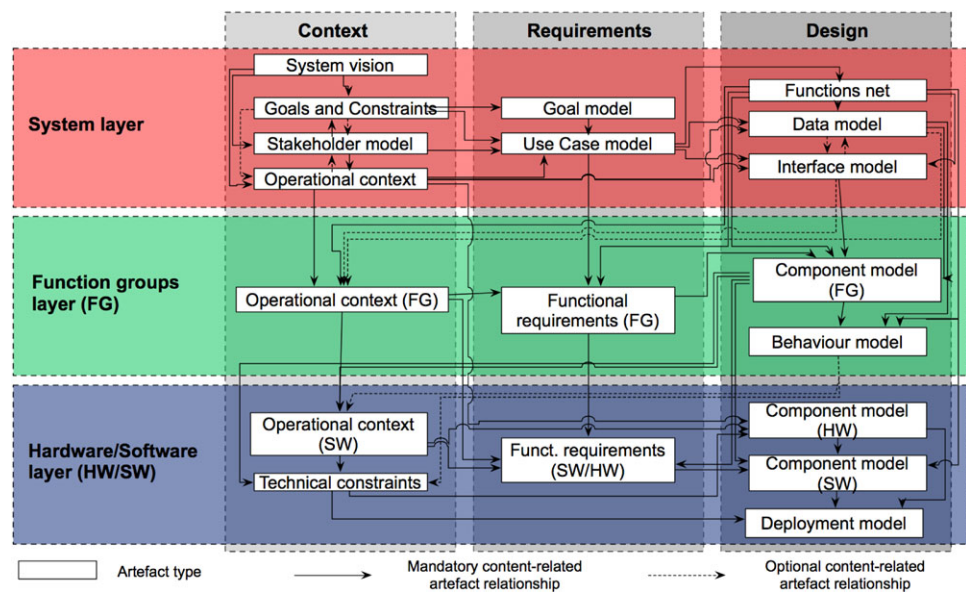 Context
Requirements
Design
System layer
System vision
Goals and Constraints
Stakeholder model
Operational context
Goal model
Use Case model
Functions net
Data model
Interface model
Function groups
layer (FG)
Operational context (FG)
Functional
requirements (FG)
Component model
(FG)
Behaviour model
Hardware/Software
layer (HW/SW)
Operational context
(SW)
Technical constraints
Funct. requirements
(SW/HW)
Component model
(HW)
Component model
(SW)
Deployment model
Artefact type
Mandatory content-related
artefact relationship
Optional content-related
artefact relationship